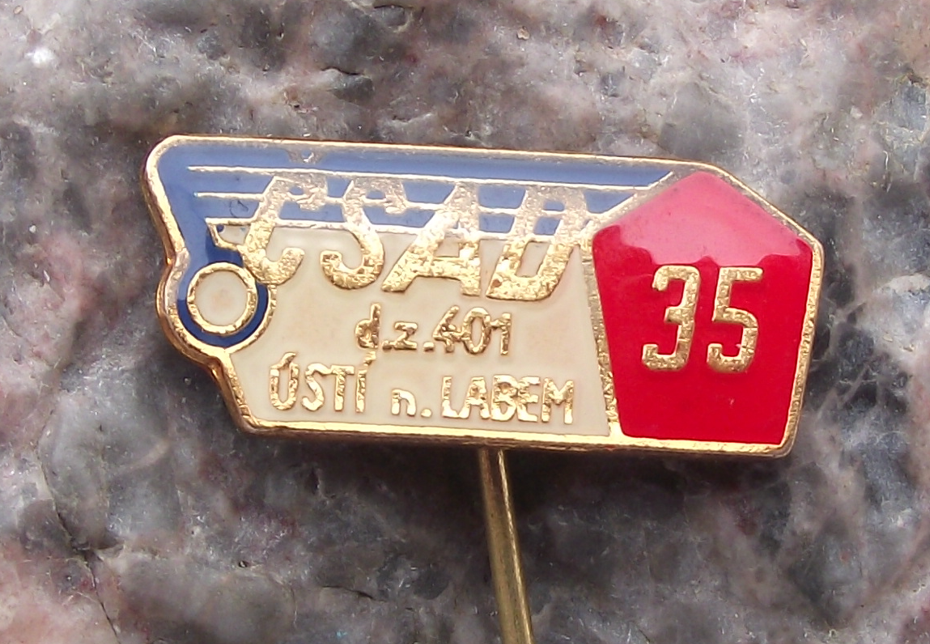 ČSAD
d.z.401
ÚSTÍ n. LABEM
35